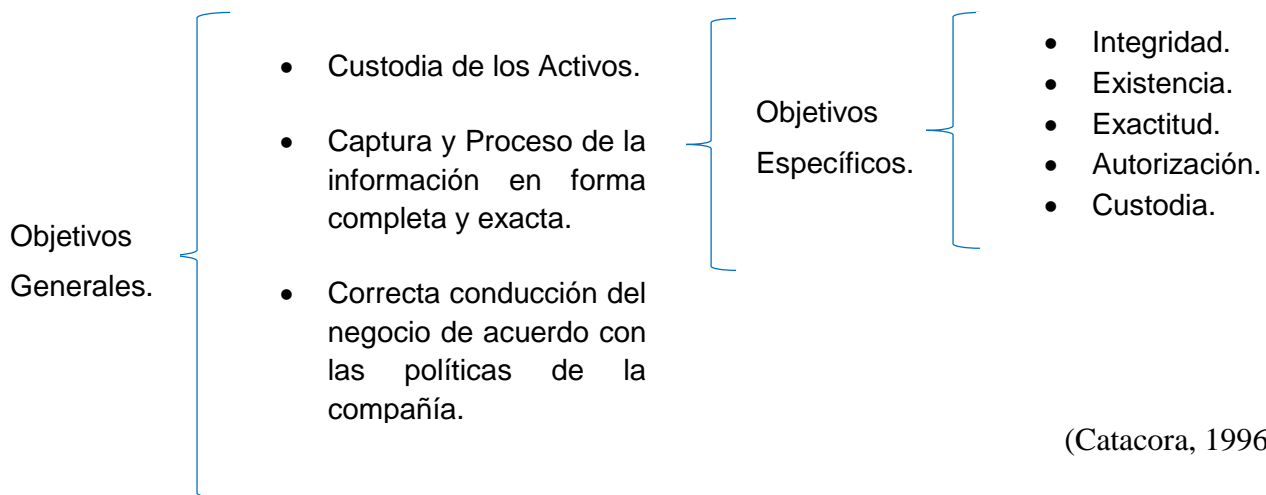 Objetivos
Generales.
• Custodia de los Activos.
• Captura y Proceso de la
información en forma
completa y exacta.
• Correcta conducción del
negocio de acuerdo con
las políticas de la
compañía.
Objetivos
Específicos.
• Integridad.
• Existencia.
• Exactitud.
• Autorización.
• Custodia.
(Catacora, 1996